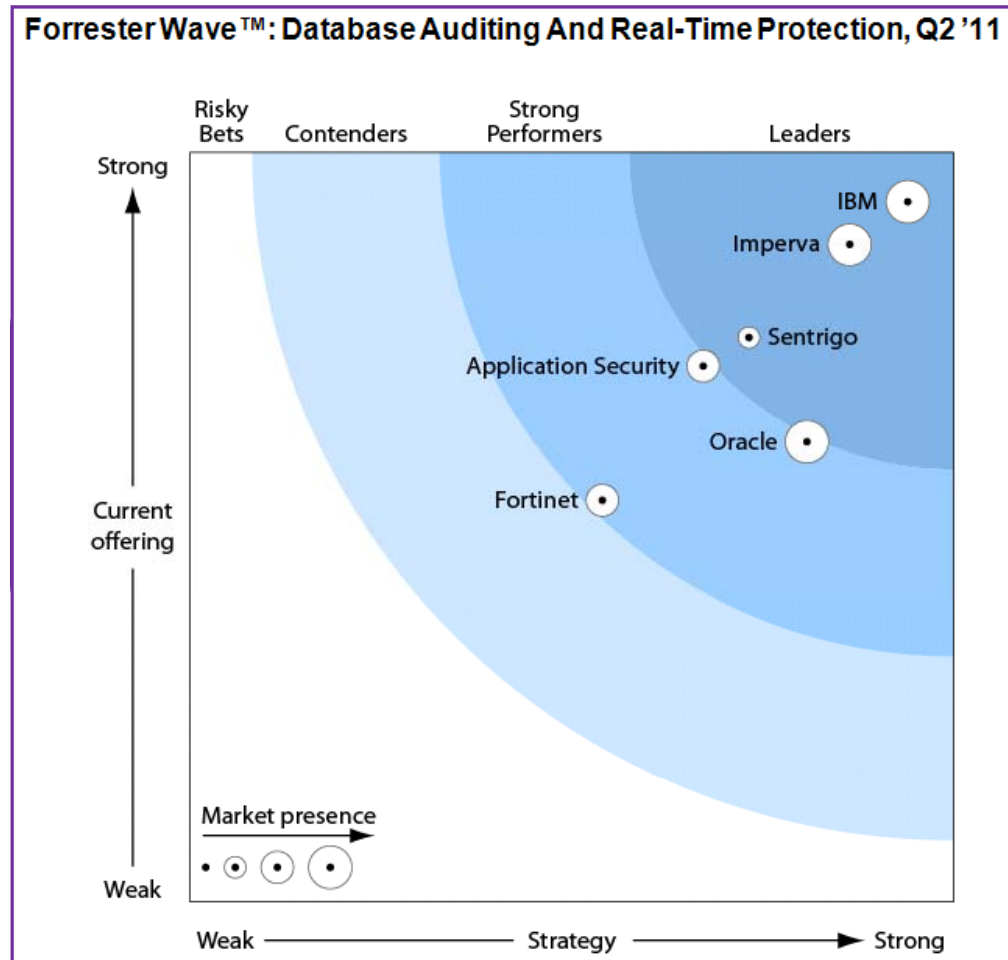 Forrester Wave™: Database Auditing And Real-Time Protection, Q2 ’11
Risky
Bets
Contenders
Strong
Performers
Leaders
Strong
IBM
Imperva
Sentrigo
Application Security
Oracle
Fortinet
Current
offering
Market presence
Weak
Weak
Strategy
Strong